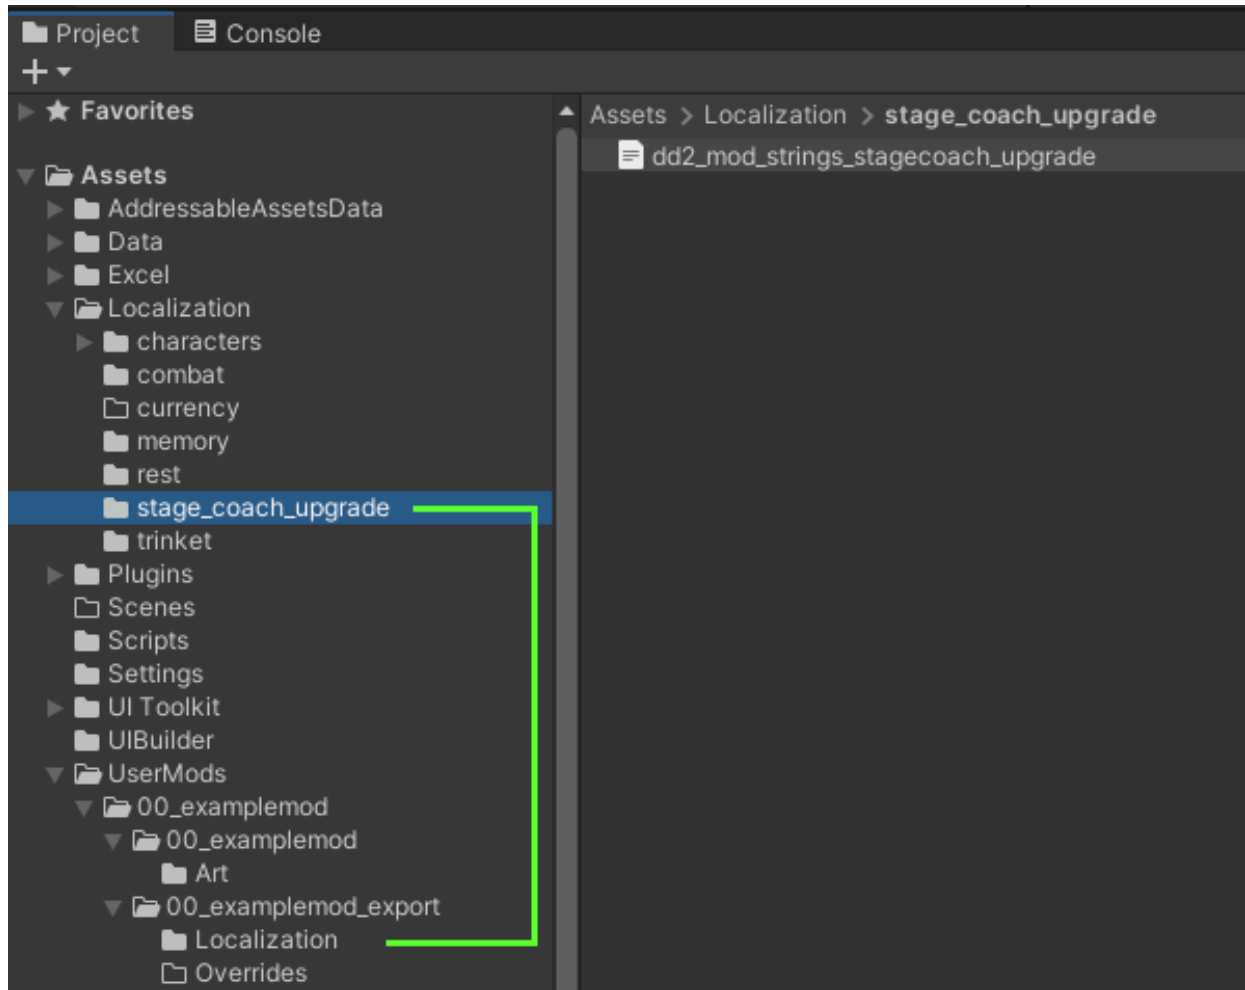 Project
Console
Favorites
Assets
AddressableAssetsData
Data
Excel
Localization
characters
combat
currency
memory
rest
stage_coach_upgrade
trinket
Plugins
Scenes
Scripts
Settings
UI Toolkit
UIBuilder
UserMods
00_examplemod
00_examplemod
Art
00_examplemod_export
Localization
Overrides
Assets > Localization > stage_coach_upgrade
dd2_mod_strings_stagecoach_upgrade